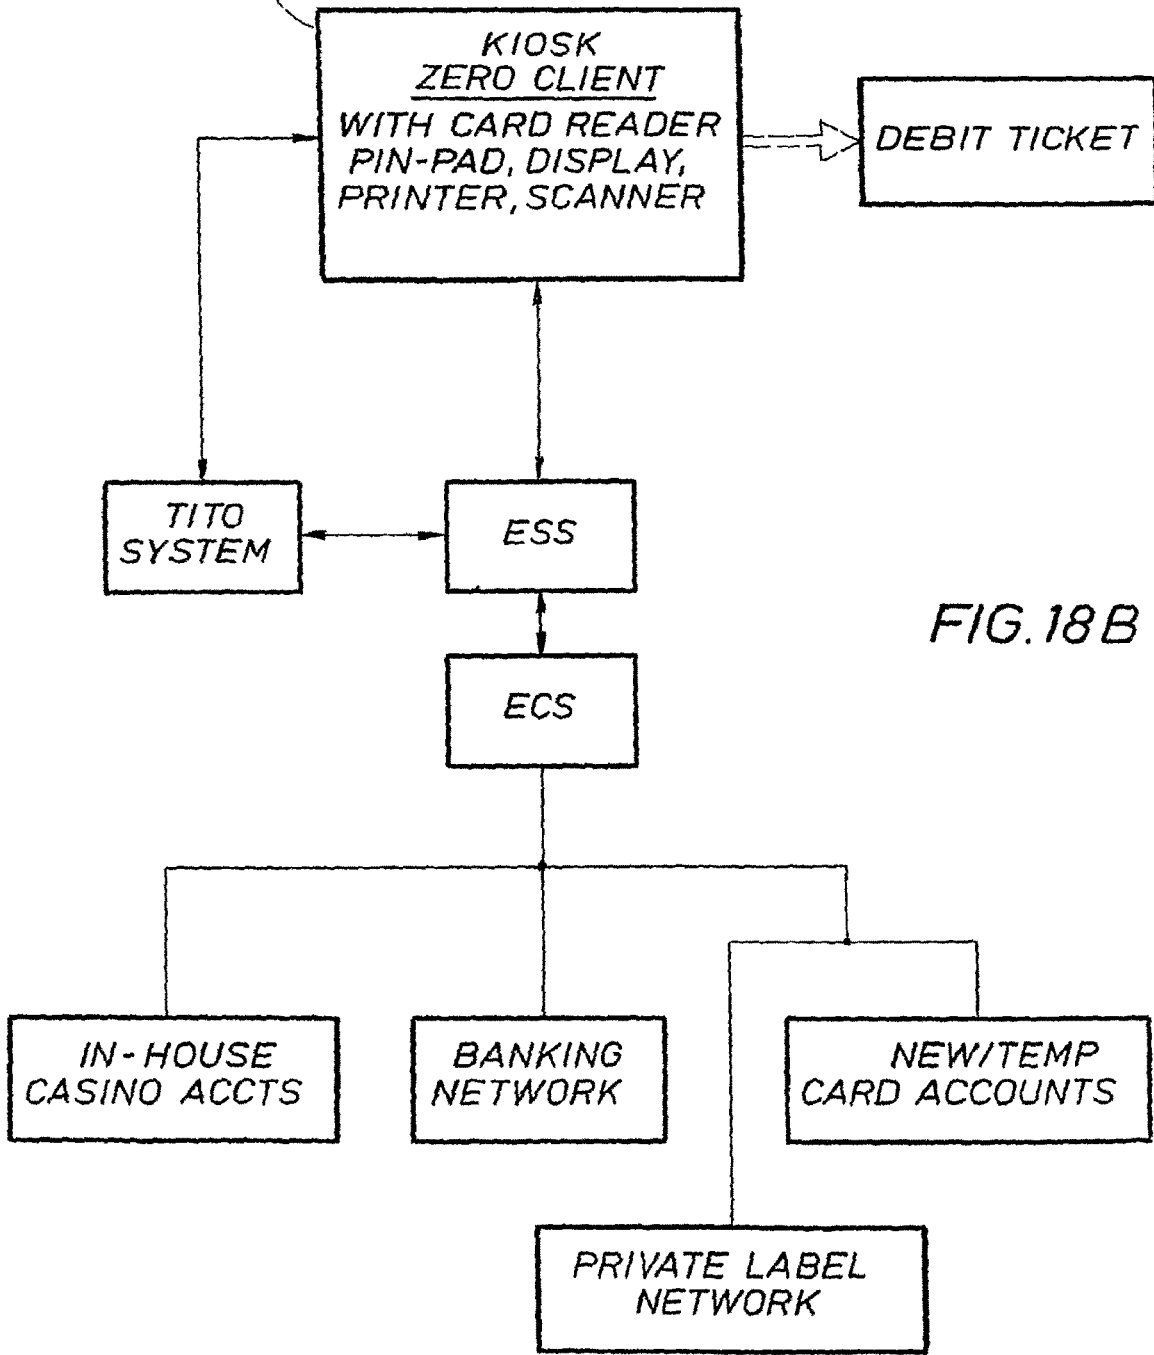 KIOSK
ZERO CLIENT
WITH CARD READER
PIN-PAD, DISPLAY,
PRINTER, SCANNER
DEBIT TICKET
TITO
SYSTEM
ESS
FIG. 18B
ECS
IN-HOUSE
CASINO ACCTS
BANKING
NETWORK
NEW/TEMP
CARD ACCOUNTS
PRIVATE LABEL
NETWORK